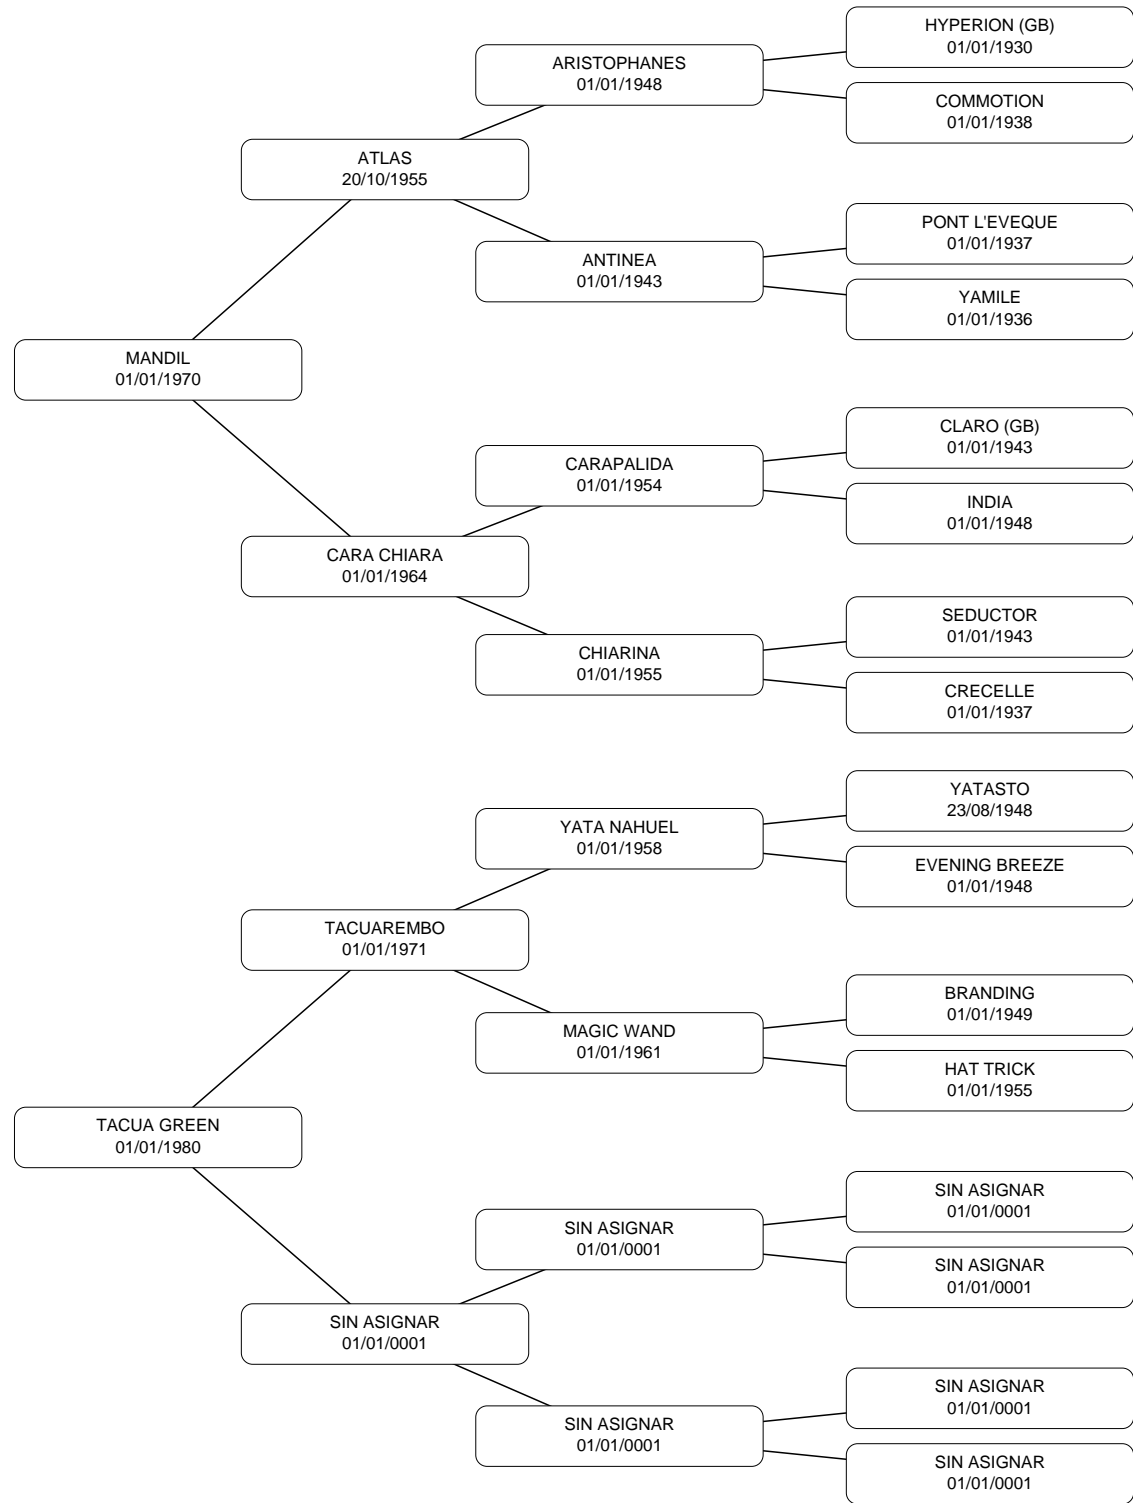 HYPERION (GB)
01/01/1930
ARISTOPHANES
01/01/1948
COMMOTION
01/01/1938
ATLAS
20/10/1955
PONT L'EVEQUE
01/01/1937
ANTINEA
01/01/1943
YAMILE
01/01/1936
MANDIL
01/01/1970
CLARO (GB)
01/01/1943
CARAPALIDA
01/01/1954
INDIA
01/01/1948
CARA CHIARA
01/01/1964
SEDUCTOR
01/01/1943
CHIARINA
01/01/1955
CRECELLE
01/01/1937
YATASTO
23/08/1948
YATA NAHUEL
01/01/1958
EVENING BREEZE
01/01/1948
TACUAREMBO
01/01/1971
BRANDING
01/01/1949
MAGIC WAND
01/01/1961
HAT TRICK
01/01/1955
TACUA GREEN
01/01/1980
SIN ASIGNAR
01/01/0001
SIN ASIGNAR
01/01/0001
SIN ASIGNAR
01/01/0001
SIN ASIGNAR
01/01/0001
SIN ASIGNAR
01/01/0001
SIN ASIGNAR
01/01/0001
SIN ASIGNAR
01/01/0001